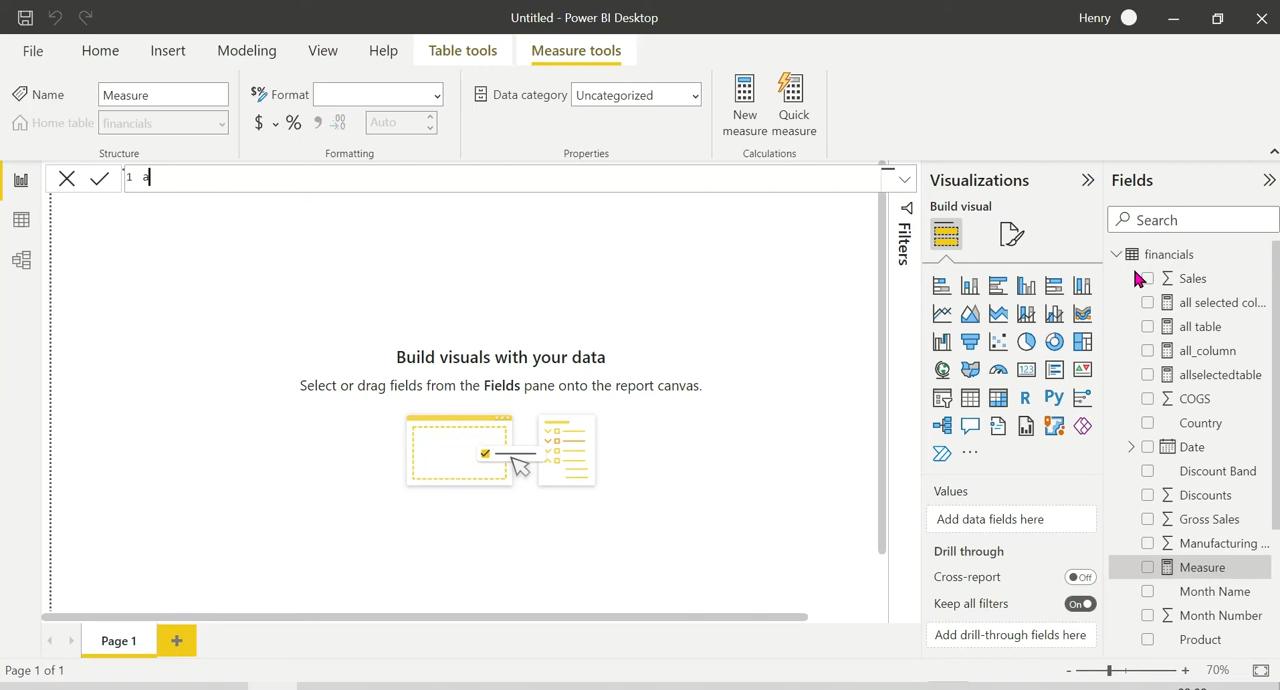 Untitled - Power BI Desktop
Henry
File
Home
Insert
Modeling
View
Help
Table tools
Measure tools
Name
Measure
Home table
financials
Structure
$% Format
$
%
Auto
Formatting
Data category
Uncategorized
Properties
New measure
Quick measure
Calculations
1 a
Build visuals with your data
Select or drag fields from the Fields pane onto the report canvas.
Filters
Visualizations
Build visual
123
R
Py
Values
Add data fields here
Drill through
Cross-report
Off
Keep all filters
On
Add drill-through fields here
Fields
Search
financials
Sales
all selected col...
all table
all_column
allselectedtable
COGS
Country
Date
Discount Band
Discounts
Gross Sales
Manufacturing ...
Measure
Month Name
Month Number
Product
Page 1
Page 1 of 1
70%